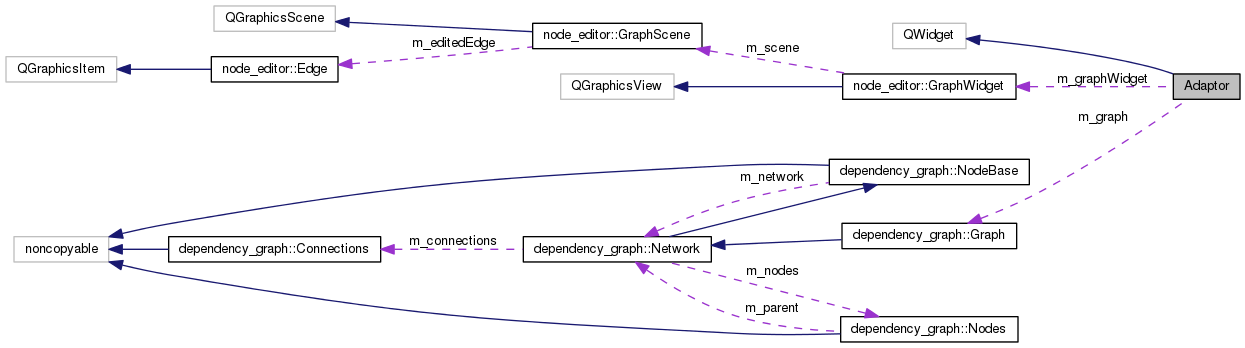 QGraphicsScene
node_editor::GraphScene
QWidget
m_editedEdge
m_scene
QGraphicsItem
node_editor::Edge
QGraphicsView
node_editor::GraphWidget
m_graphWidget
Adaptor
m_graph
dependency_graph::NodeBase
m_network
dependency_graph::Graph
m_connections
noncopyable
dependency_graph::Connections
dependency_graph::Network
m_nodes
m_parent
dependency_graph::Nodes